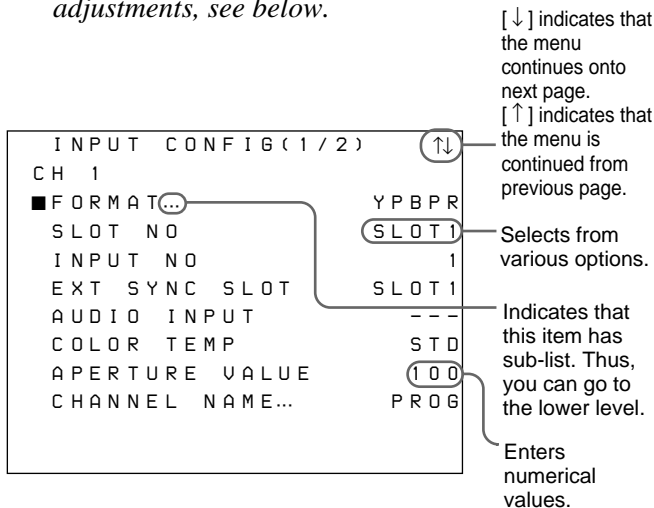 adjustments, see below.
[↓] indicates that
the menu
continues onto
next page.
[↑] indicates that
the menu is
continued from
previous page.
INPUT CONFIG(1/2) ↑↓
CH 1
■FORMAT... YPBPR
SLOT NO SLOT1
INPUT NO 1
EXT SYNC SLOT SLOT1
AUDIO INPUT ---
COLOR TEMP STD
APERTURE VALUE 100
CHANNEL NAME... PROG
Selects from
various options.
Indicates that
this item has
sub-list. Thus,
you can go to
the lower level.
Enters
numerical
values.